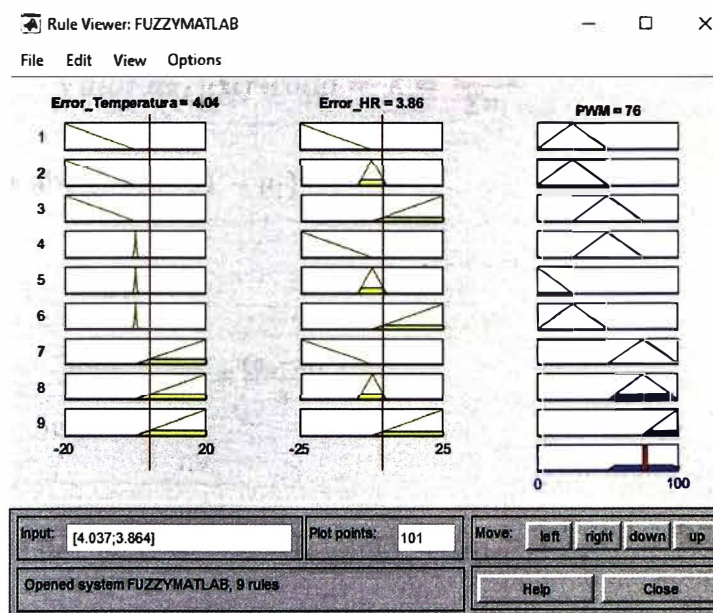 Rule Viewer: FUZZYMATLAB
File Edit View Options
Error_Temperatura = 4.04
Error_HR = 3.86
PWM = 76
1
2
3
4
5
6
7
8
9
-20 20
-25 25
0 100
Input: [4.037;3.864]
Plot points: 101
Move: left right down up
Opened system FUZZYMATLAB, 9 rules
Help Close